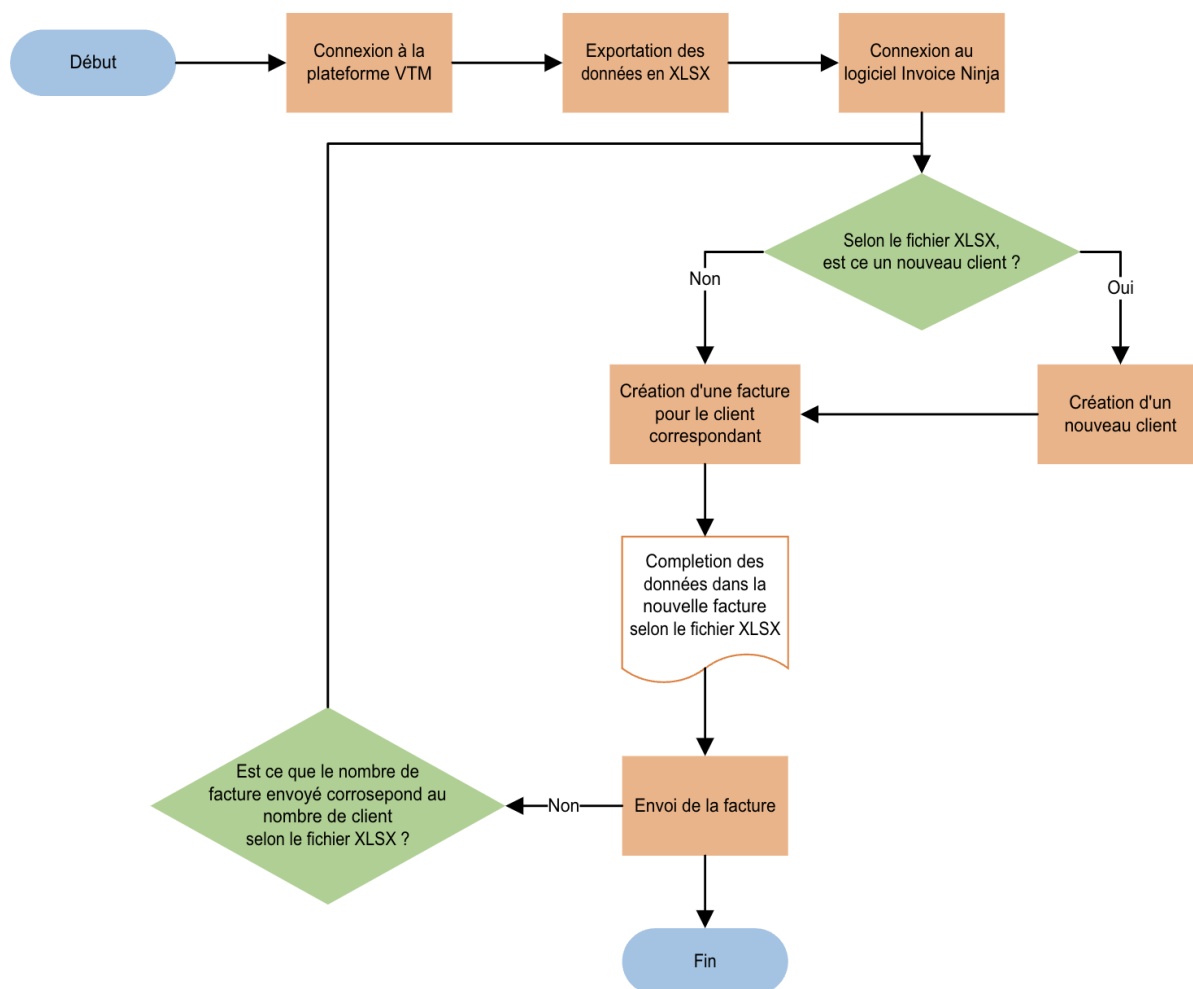 Début
Connexion à la
plateforme VTM
Exportation des
données en XLSX
Connexion au
logiciel Invoice Ninja
Selon le fichier XLSX,
est ce un nouveau client ?
Non
Oui
Création d'une facture
pour le client
correspondant
Création d'un
nouveau client
Completion des
données dans la
nouvelle facture
selon le fichier XLSX
Est ce que le nombre de
facture envoyé corrosepond au
nombre de client
selon le fichier XLSX ?
Non
Envoi de la facture
Fin